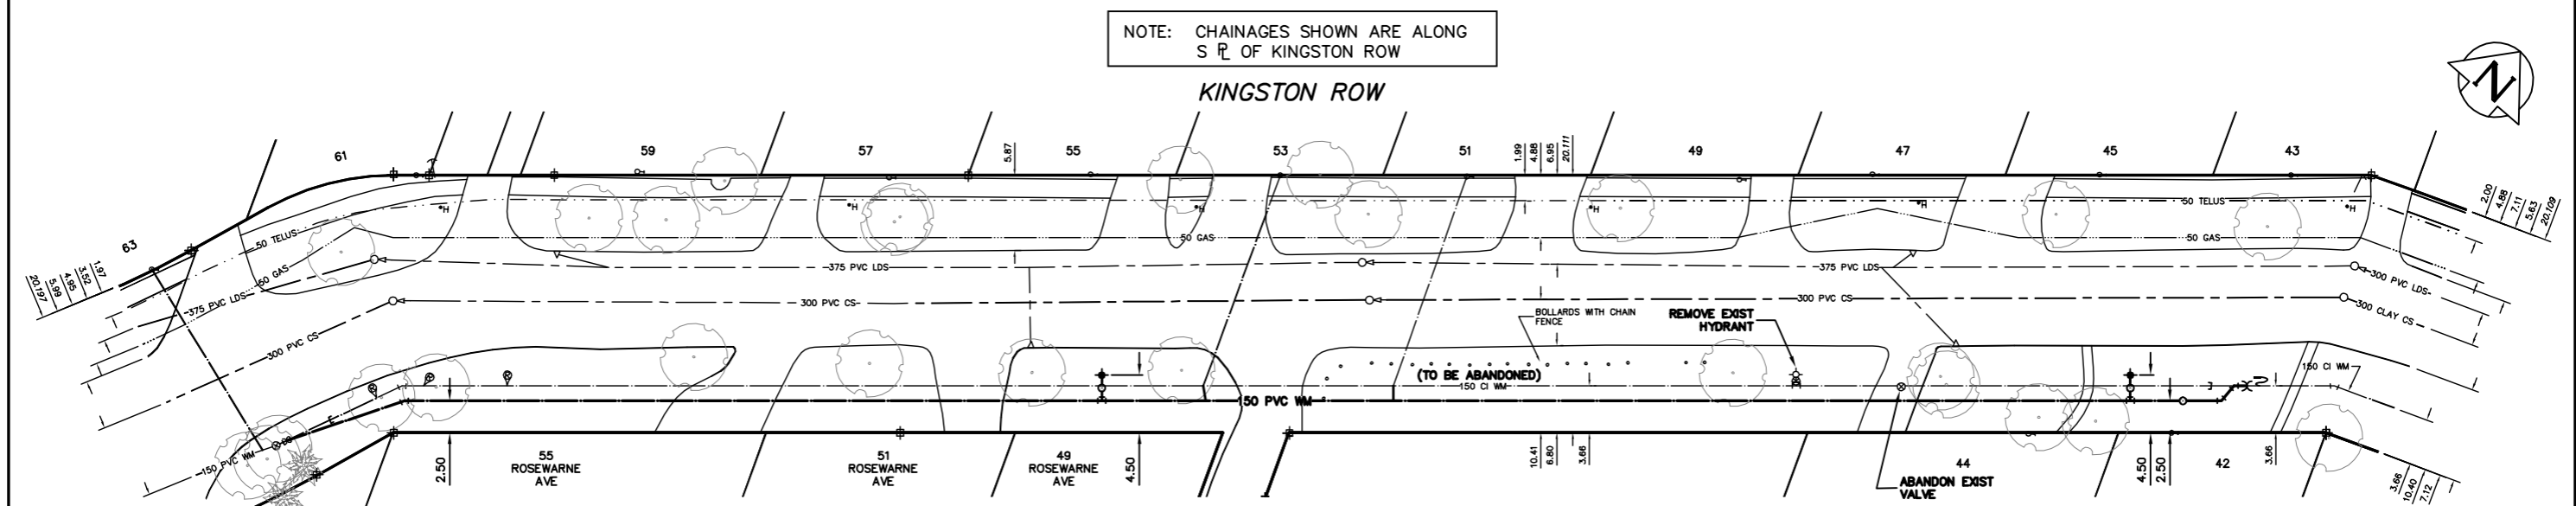 NOTE: CHAINAGES SHOWN ARE ALONG
S PL OF KINGSTON ROW
KINGSTON ROW
N
63
61
59
57
55
53
51
49
47
45
43
5.87
1.99
4.88
6.95
20.111
2.00
4.88
7.11
5.63
20.109
20.197
5.99
4.95
3.52
1.97
50 TELUS
50 TELUS
50 GAS
50 GAS
50 GAS
H
H
H
H
H
H
375 PVC LDS
375 PVC LDS
375 PVC LDS
300 PVC LDS
300 PVC CS
300 PVC CS
300 PVC CS
300 CLAY CS
BOLLARDS WITH CHAIN
FENCE
REMOVE EXIST
HYDRANT
(TO BE ABANDONED)
150 CI WM
150 CI WM
150 PVC WM
150 PVC WM
2.50
55
ROSEWARNE
AVE
51
ROSEWARNE
AVE
49
ROSEWARNE
AVE
4.50
10.41
6.80
3.66
44
ABANDON EXIST
VALVE
4.50
2.50
42
3.66
3.66
10.40
7.12